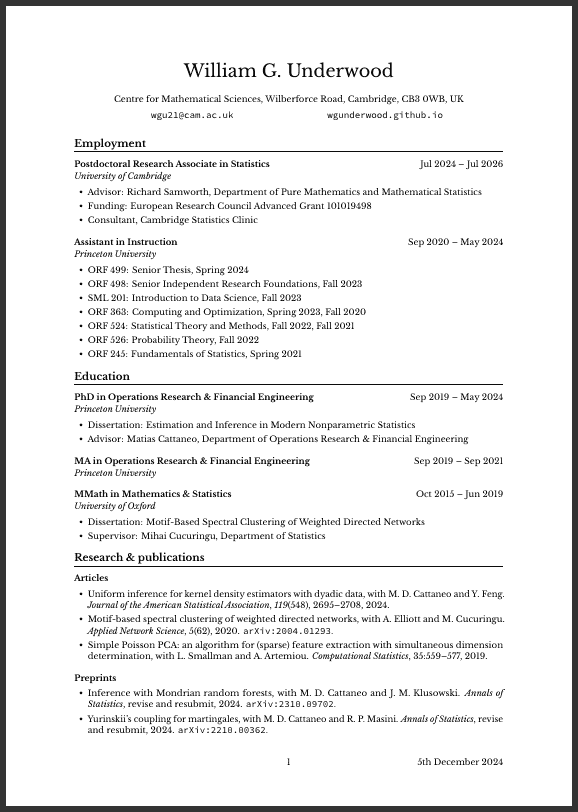 William G. Underwood
Centre for Mathematical Sciences, Wilberforce Road, Cambridge, CB3 0WB, UK
wgu21@cam.ac.uk wgunderwood.github.io
Employment
Postdoctoral Research Associate in Statistics Jul 2024 – Jul 2026
University of Cambridge
• Advisor: Richard Samworth, Department of Pure Mathematics and Mathematical Statistics
• Funding: European Research Council Advanced Grant 101019498
• Consultant, Cambridge Statistics Clinic
Assistant in Instruction Sep 2020 – May 2024
Princeton University
• ORF 499: Senior Thesis, Spring 2024
• ORF 498: Senior Independent Research Foundations, Fall 2023
• SML 201: Introduction to Data Science, Fall 2023
• ORF 363: Computing and Optimization, Spring 2023, Fall 2020
• ORF 524: Statistical Theory and Methods, Fall 2022, Fall 2021
• ORF 526: Probability Theory, Fall 2022
• ORF 245: Fundamentals of Statistics, Spring 2021
Education
PhD in Operations Research & Financial Engineering Sep 2019 – May 2024
Princeton University
• Dissertation: Estimation and Inference in Modern Nonparametric Statistics
• Advisor: Matias Cattaneo, Department of Operations Research & Financial Engineering
MA in Operations Research & Financial Engineering Sep 2019 – Sep 2021
Princeton University
MMath in Mathematics & Statistics Oct 2015 – Jun 2019
University of Oxford
• Dissertation: Motif-Based Spectral Clustering of Weighted Directed Networks
• Supervisor: Mihai Cucuringu, Department of Statistics
Research & publications
Articles
• Uniform inference for kernel density estimators with dyadic data, with M. D. Cattaneo and Y. Feng.
Journal of the American Statistical Association, 119(548), 2695–2708, 2024.
• Motif-based spectral clustering of weighted directed networks, with A. Elliott and M. Cucuringu.
Applied Network Science, 5(62), 2020. arXiv:2004.01293.
• Simple Poisson PCA: an algorithm for (sparse) feature extraction with simultaneous dimension
determination, with L. Smallman and A. Artemiou. Computational Statistics, 35:559–577, 2019.
Preprints
• Inference with Mondrian random forests, with M. D. Cattaneo and J. M. Klusowski. Annals of
Statistics, revise and resubmit, 2024. arXiv:2310.09702.
• Yurinskii's coupling for martingales, with M. D. Cattaneo and R. P. Masini. Annals of Statistics, revise
and resubmit, 2024. arXiv:2210.00362.
1 5th December 2024